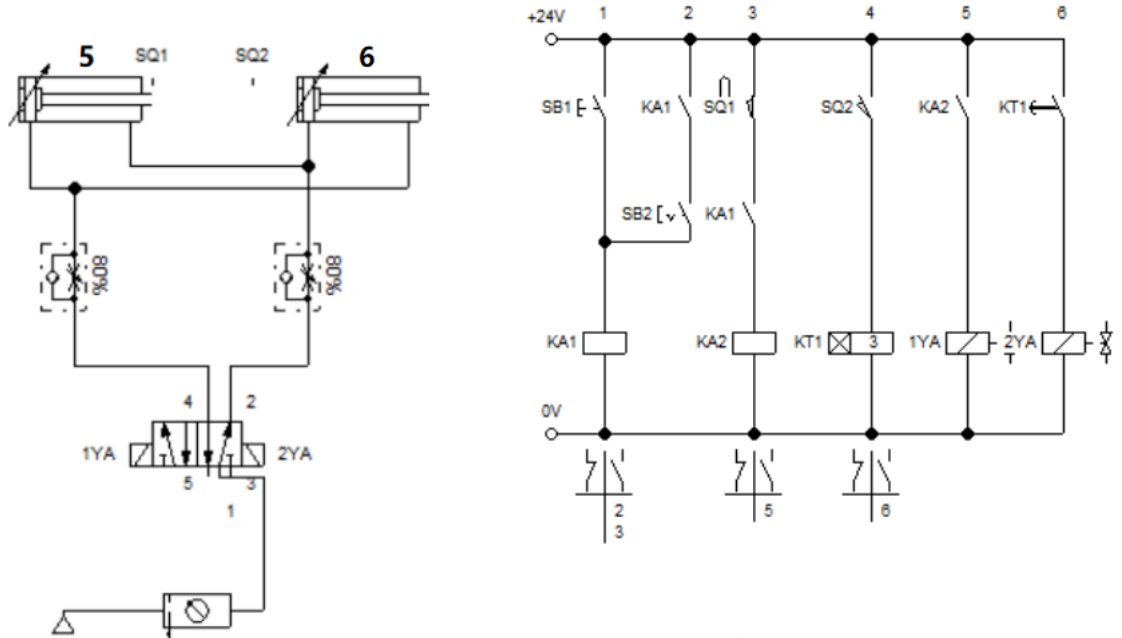 1 2 3 4 5 6
+24V
5 SQ1 SQ2 6
SB1 KA1 SQ1 SQ2 KA2 KT1
SB2 KA1
80%
80%
KA1 KA2 KT1 3 1YA 2YA
4 2
0V
1YA 2YA
5 3
1
2
3
5
6